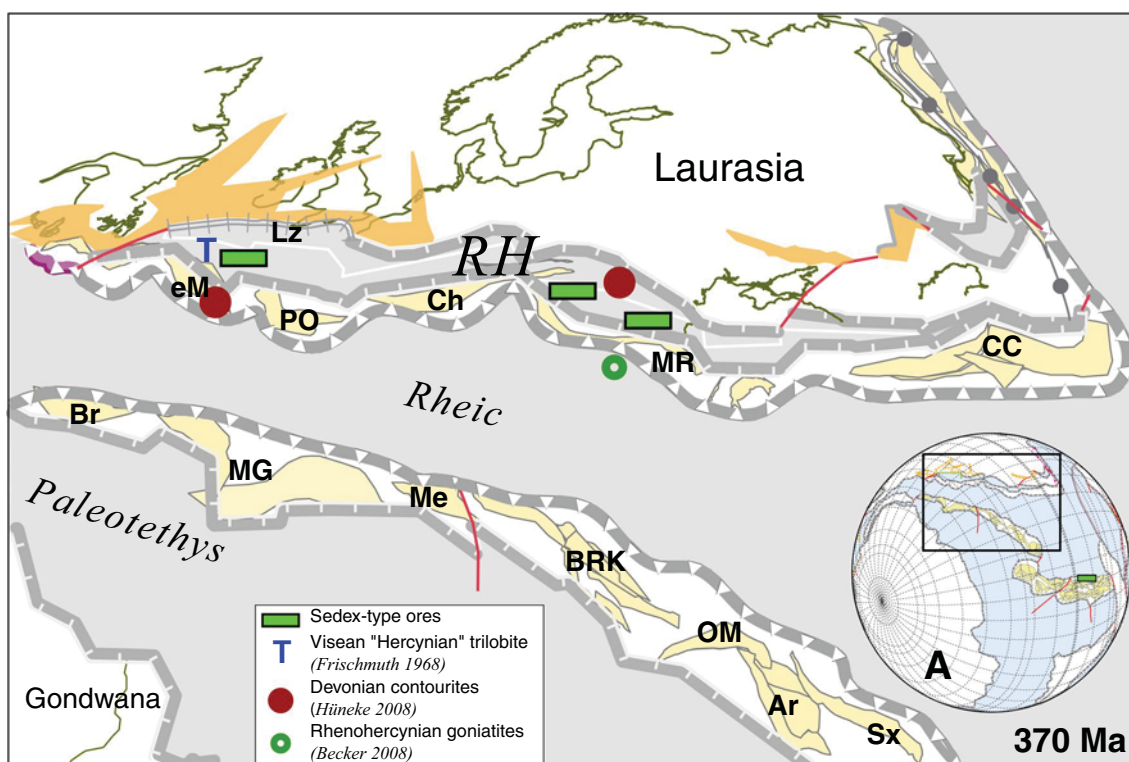 Laurasia
Lz
T
RH
eM
PO
Ch
MR
CC
Rheic
Br
MG
Me
Paleotethys
BRK
OM
Ar
Sx
Gondwana
Sedex-type ores
T Visean "Hercynian" trilobite
(Frischmuth 1968)
Devonian contourites
(Hüneke 2008)
Rhenohercynian goniatites
(Becker 2008)
A
370 Ma